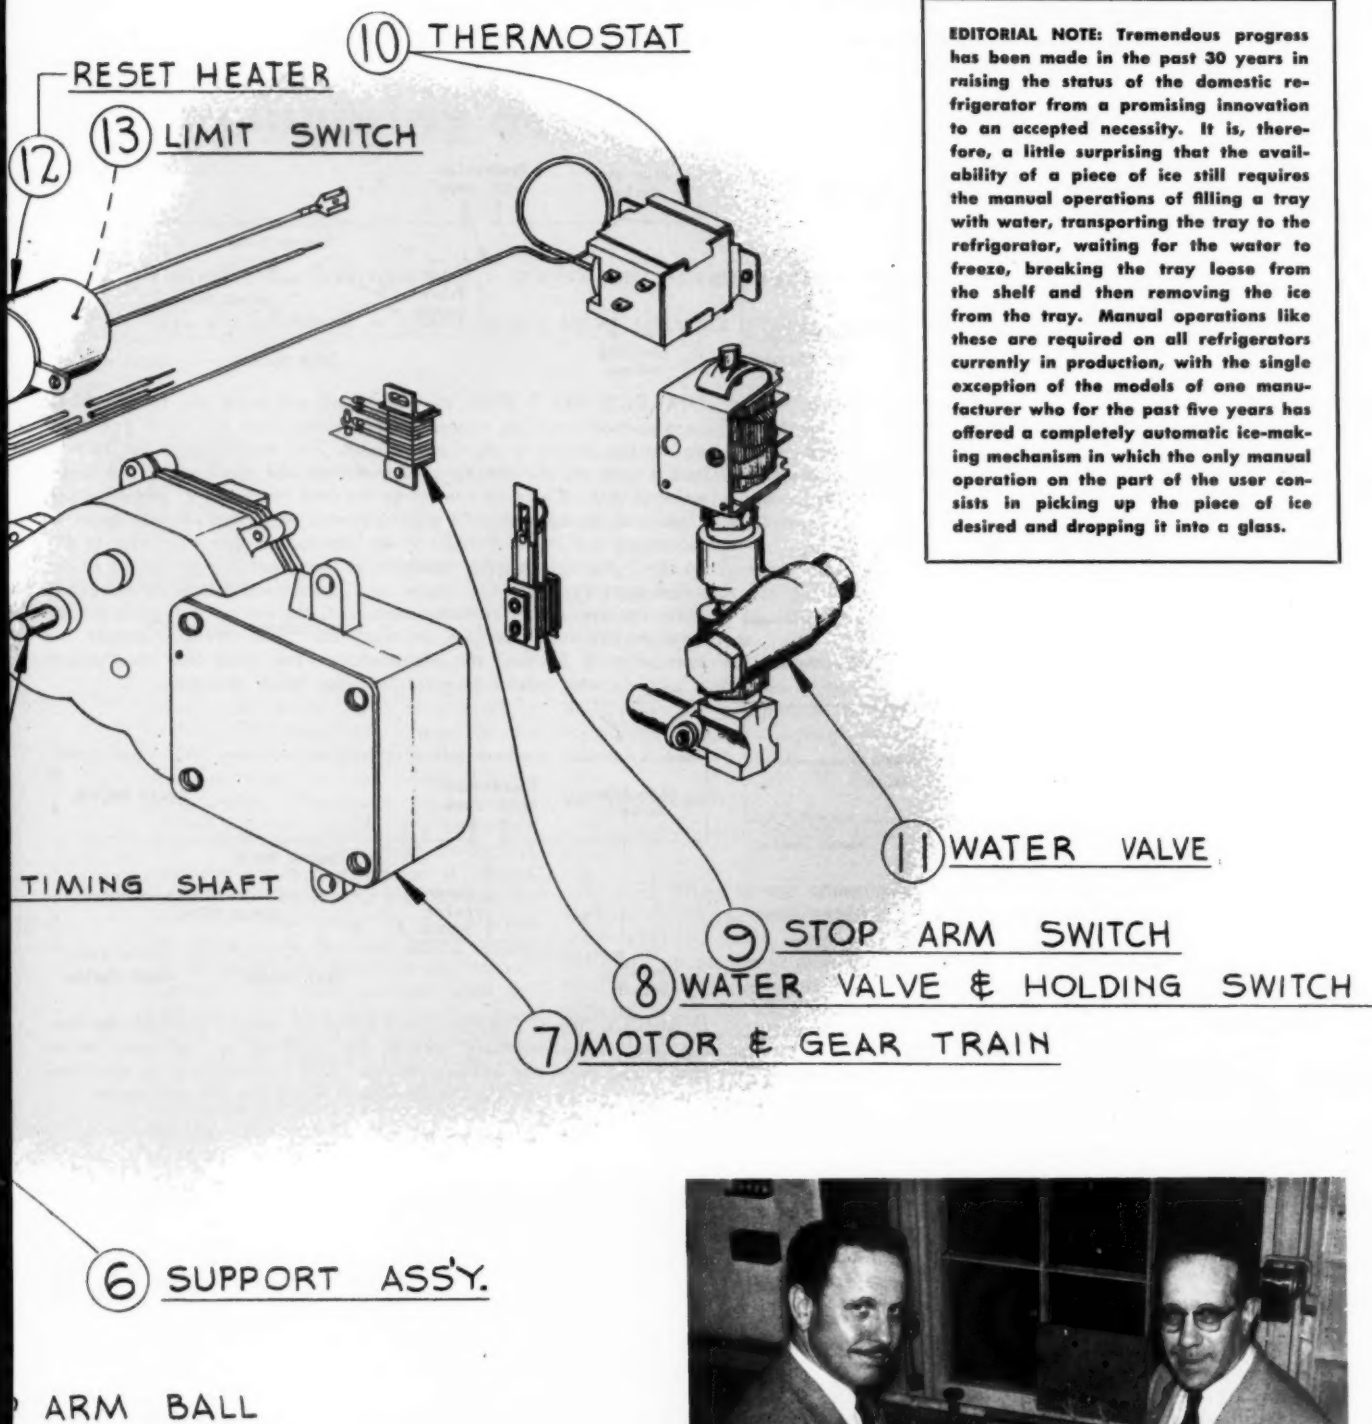 10 THERMOSTAT
RESET HEATER
12
13 LIMIT SWITCH
EDITORIAL NOTE: Tremendous progress
has been made in the past 30 years in
raising the status of the domestic re-
frigerator from a promising innovation
to an accepted necessity. It is, there-
fore, a little surprising that the avail-
ability of a piece of ice still requires
the manual operations of filling a tray
with water, transporting the tray to the
refrigerator, waiting for the water to
freeze, breaking the tray loose from
the shelf and then removing the ice
from the tray. Manual operations like
these are required on all refrigerators
currently in production, with the single
exception of the models of one manu-
facturer who for the past five years has
offered a completely automatic ice-mak-
ing mechanism in which the only manual
operation on the part of the user con-
sists in picking up the piece of ice
desired and dropping it into a glass.
11 WATER VALVE
TIMING SHAFT
9 STOP ARM SWITCH
8 WATER VALVE & HOLDING SWITCH
7 MOTOR & GEAR TRAIN
6 SUPPORT ASS'Y.
ARM BALL